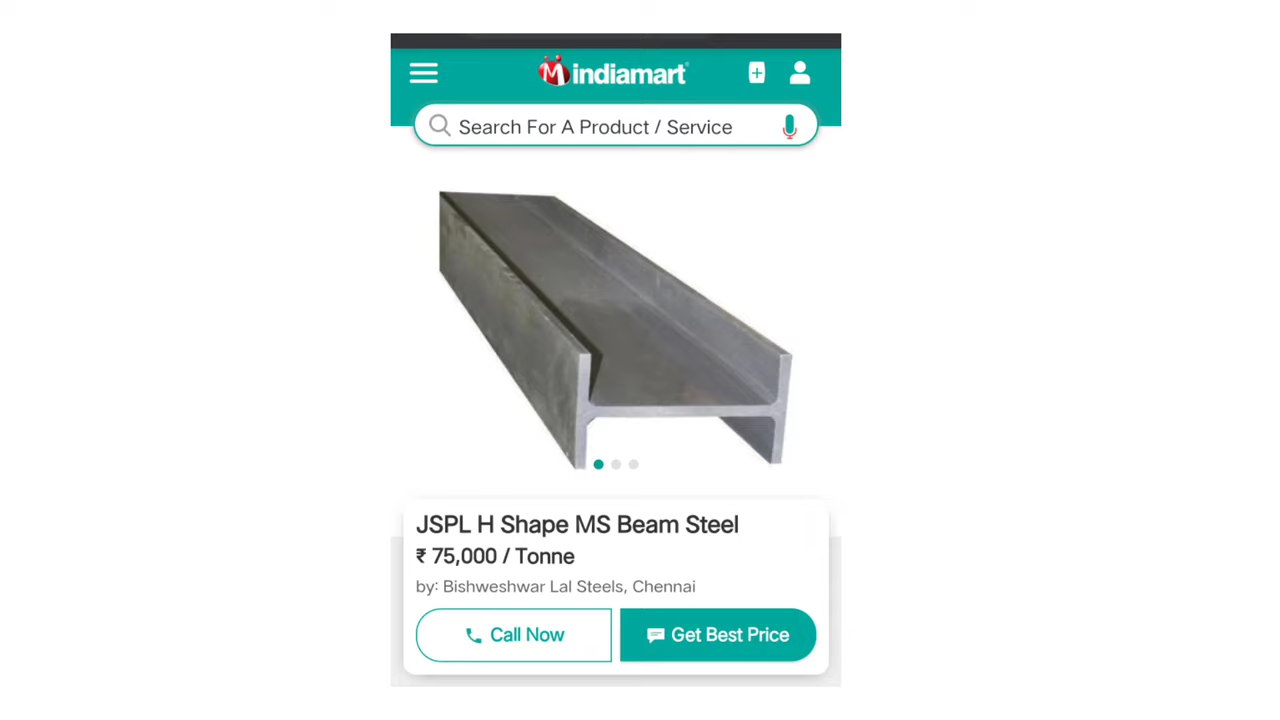 indiamart
Search For A Product / Service
JSPL H Shape MS Beam Steel
₹ 75,000 / Tonne
by: Bishweshwar Lal Steels, Chennai
Call Now
Get Best Price